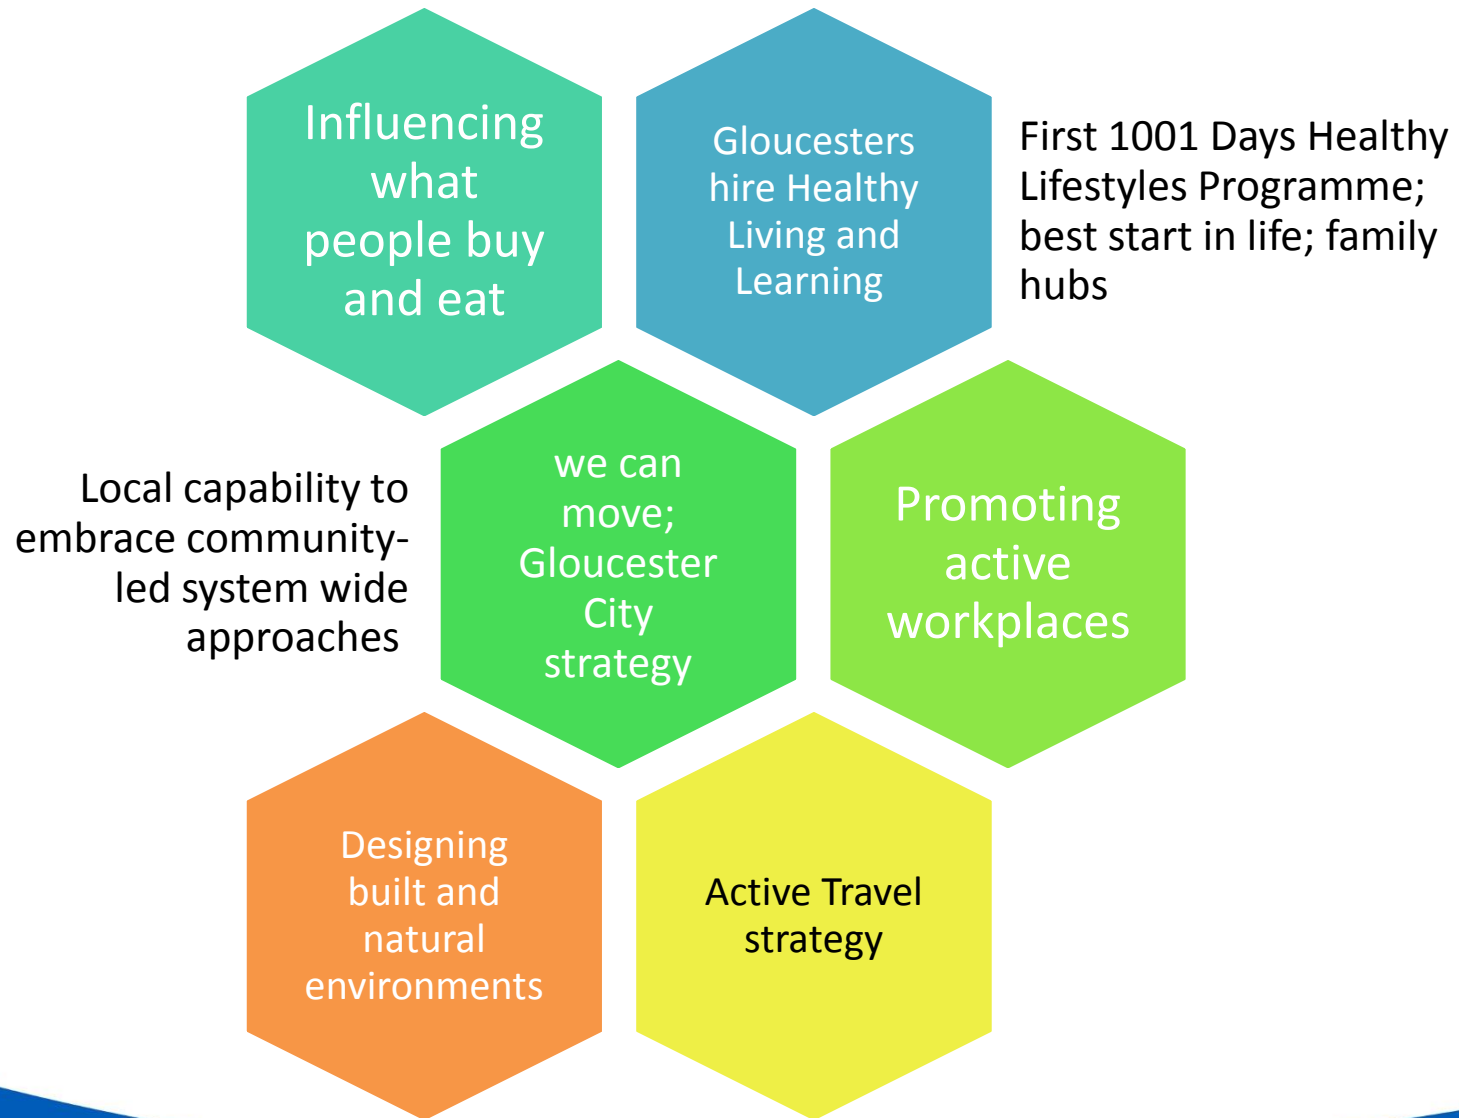 Influencing
what
people buy
and eat
Gloucesters
hire Healthy
Living and
Learning
First 1001 Days Healthy
Lifestyles Programme;
best start in life; family
hubs
Local capability to
embrace community-
led system wide
approaches
we can
move;
Gloucester
City
strategy
Promoting
active
workplaces
Designing
built and
natural
environments
Active Travel
strategy